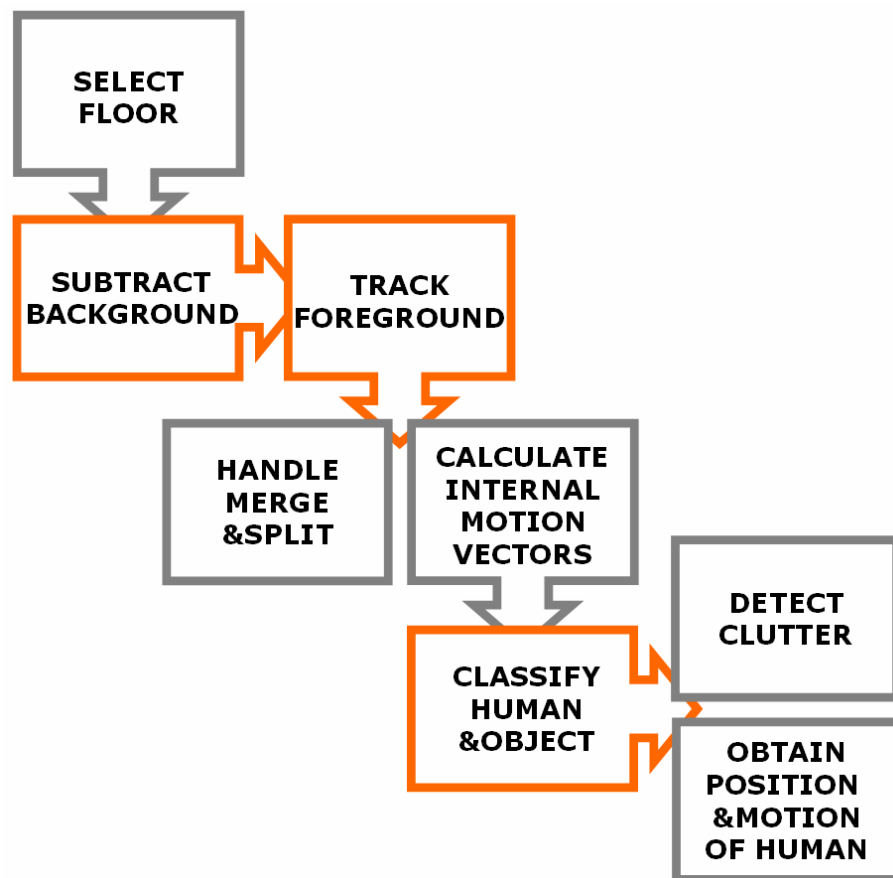 SELECT
FLOOR
SUBTRACT
BACKGROUND
TRACK
FOREGROUND
HANDLE
MERGE
&SPLIT
CALCULATE
INTERNAL
MOTION
VECTORS
DETECT
CLUTTER
CLASSIFY
HUMAN
&OBJECT
OBTAIN
POSITION
&MOTION
OF HUMAN